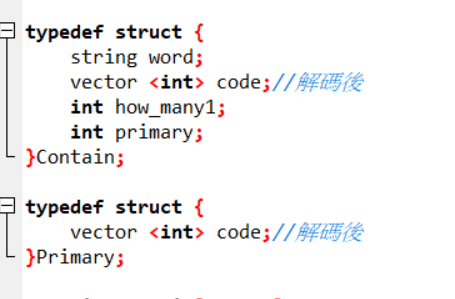 typedef struct {
string word;
vector <int> code;//解碼後
int how_many1;
int primary;
}Contain;
typedef struct {
vector <int> code;//解碼後
}Primary;